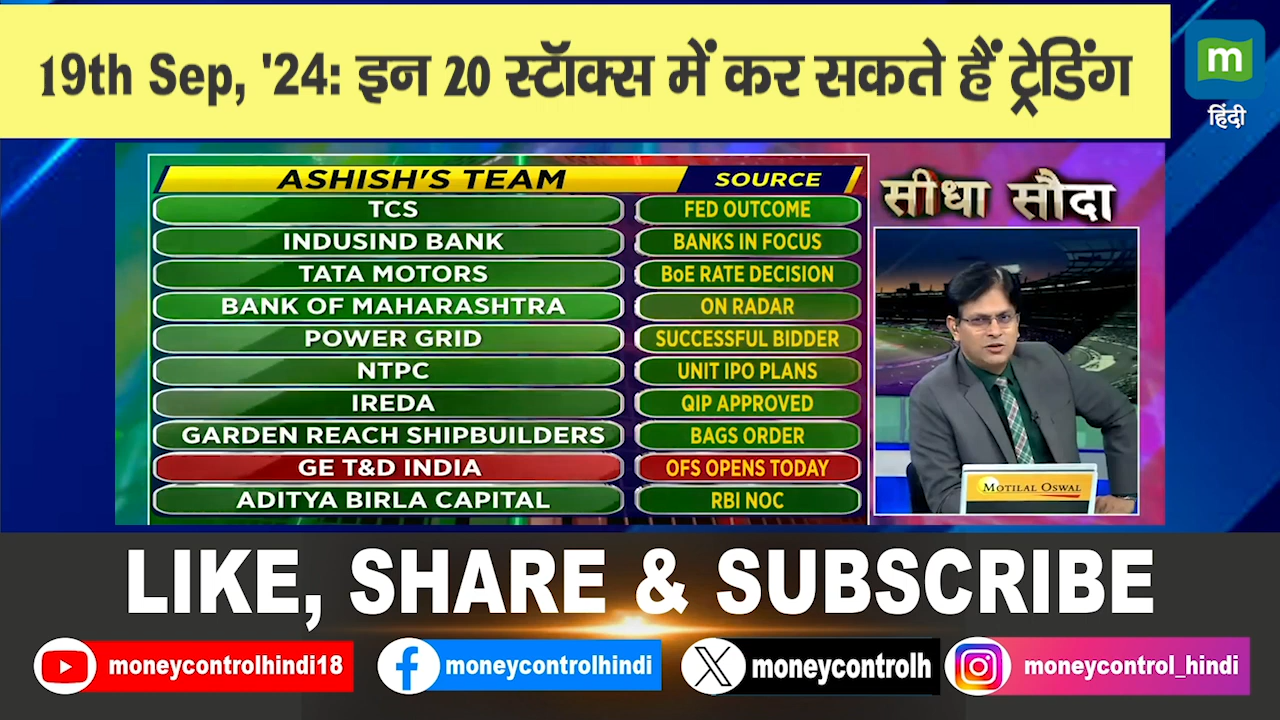 19th Sep, '24: इन 20 स्टॉक्स में कर सकते हैं ट्रेडिंग
m
हिंदी
ASHISH'S TEAM SOURCE
सीधा सौदा
TCS FED OUTCOME
INDUSIND BANK BANKS IN FOCUS
TATA MOTORS BoE RATE DECISION
BANK OF MAHARASHTRA ON RADAR
POWER GRID SUCCESSFUL BIDDER
NTPC UNIT IPO PLANS
IREDA QIP APPROVED
GARDEN REACH SHIPBUILDERS BAGS ORDER
GE T&D INDIA OFS OPENS TODAY
ADITYA BIRLA CAPITAL RBI NOC
MOTILAL OSWAL
LIKE, SHARE & SUBSCRIBE
moneycontrolhindi18 moneycontrolhindi moneycontrolh moneycontrol_hindi